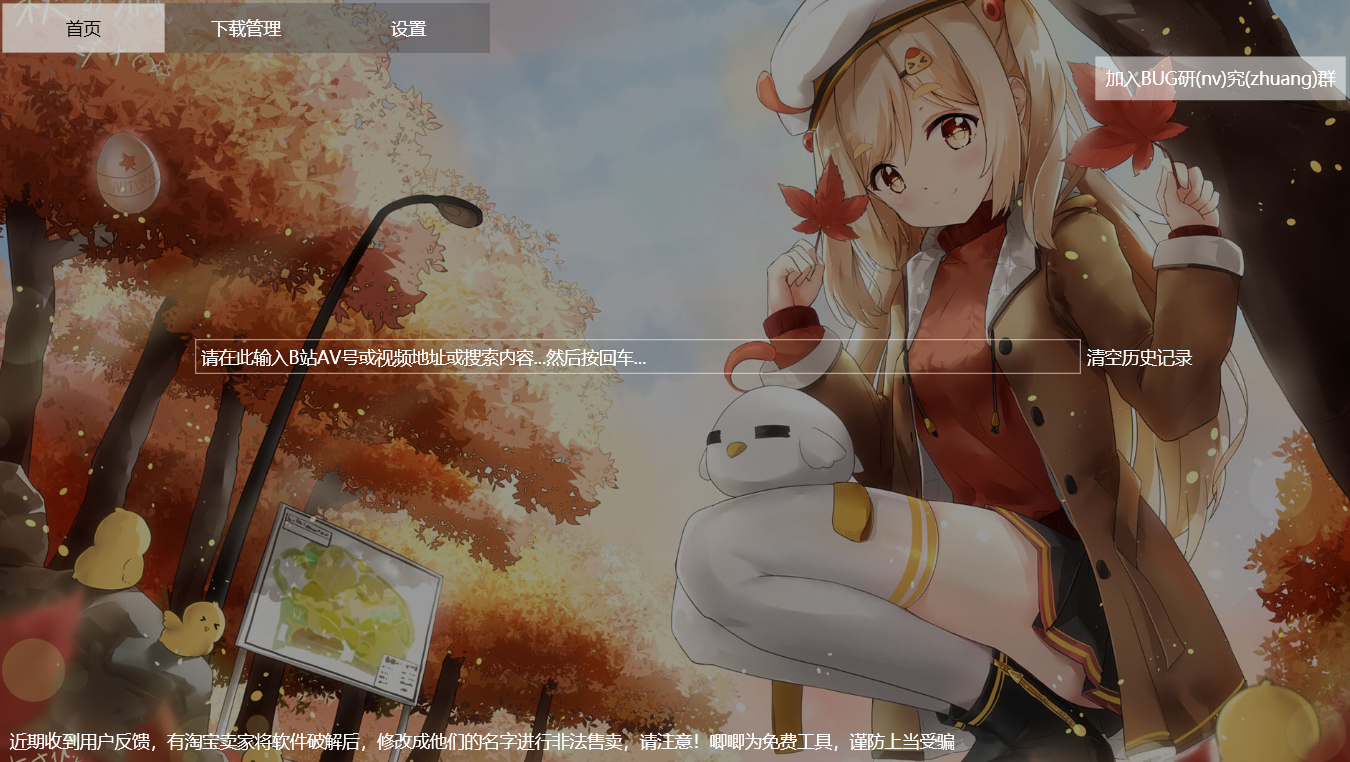 首页
下载管理
设置
加入BUG研(nv)究(zhuang)群
请在此输入B站AV号或视频地址或搜索内容...然后按回车...
清空历史记录
近期收到用户反馈，有淘宝卖家将软件破解后，修改成他们的名字进行非法售卖，请注意！唧唧为免费工具，谨防上当受骗